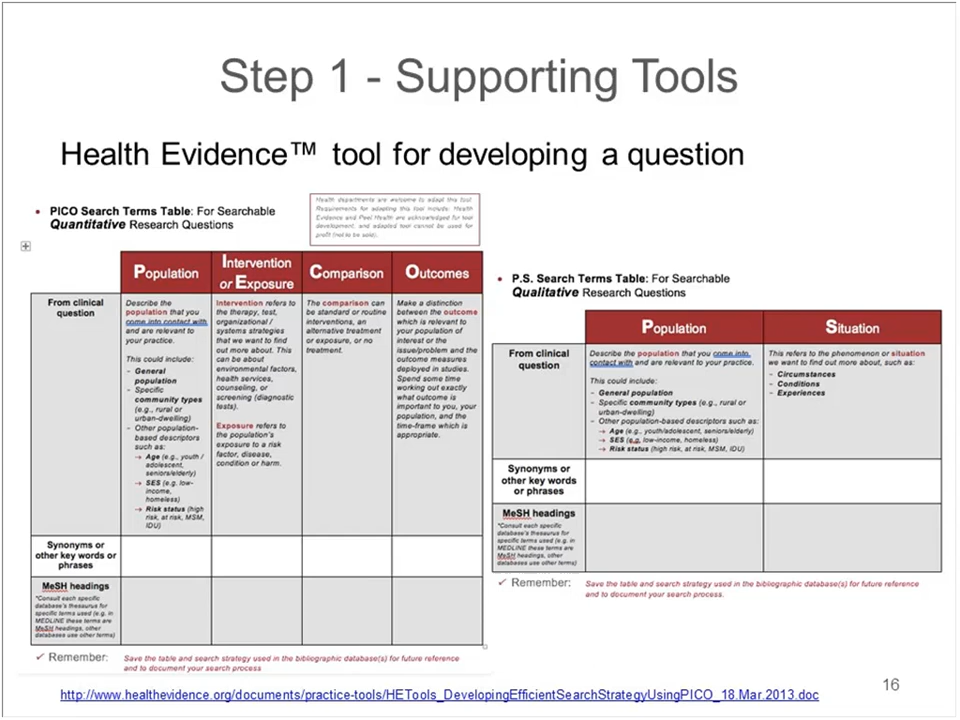 Step 1 - Supporting Tools
Health Evidence™ tool for developing a question
• PICO Search Terms Table: For Searchable
Quantitative Research Questions
Health departments are welcome to adapt this tool.
Requirements for adapting this tool include: Health
Evidence and Peel Health are acknowledged for tool
development, and adapted tool cannot be used for
profit (not to be sold).
Population
Intervention
or Exposure
Comparison
Outcomes
From clinical
question
Describe the
population that you
come into contact with
and are relevant to
your practice.
This could include:
− General
population
− Specific
community types
(e.g., rural or
urban-dwelling)
− Other population-
based descriptors
such as:
→ Age (e.g., youth /
adolescent,
seniors/elderly)
→ SES (e.g. low-
income,
homeless)
→ Risk status (high
risk, at risk, MSM,
IDU)
Intervention refers to
the therapy, test,
organizational /
systems strategies
that we want to find
out more about. This
can be about
environmental factors,
health services,
counseling, or
screening (diagnostic
tests).
Exposure refers to
the population's
exposure to a risk
factor, disease,
condition or harm.
The comparison can
be standard or routine
interventions, an
alternative treatment
or exposure, or no
treatment.
Make a distinction
between the outcome
which is relevant to
your population of
interest or the
issue/problem and the
outcome measures
deployed in studies.
Spend some time
working out exactly
what outcome is
important to you, your
population, and the
time-frame which is
appropriate.
Synonyms or
other key words or
phrases
MeSH headings
*Consult each specific
database's thesaurus for
specific terms used (e.g. in
MEDLINE these terms are
MeSH headings, other
databases use other terms)
✓ Remember: Save the table and search strategy used in the bibliographic database(s) for future reference
and to document your search process
• P.S. Search Terms Table: For Searchable
Qualitative Research Questions
Population
Situation
From clinical
question
Describe the population that you come into
contact with and are relevant to your practice.
This could include:
− General population
− Specific community types (e.g., rural or
urban-dwelling)
− Other population-based descriptors such as:
→ Age (e.g., youth/adolescent, seniors/elderly)
→ SES (e.g. low-income, homeless)
→ Risk status (high risk, at risk, MSM, IDU)
This refers to the phenomenon or situation
we want to find out more about, such as:
− Circumstances
− Conditions
− Experiences
Synonyms or
other key words
or phrases
MeSH headings
*Consult each specific
database's thesaurus for
specific terms used (e.g. in
MEDLINE these terms are
MeSH headings, other
databases use other terms)
✓ Remember: Save the table and search strategy used in the bibliographic database(s) for future reference
and to document your search process.
http://www.healthevidence.org/documents/practice-tools/HETools_DevelopingEfficientSearchStrategyUsingPICO_18.Mar.2013.doc
16